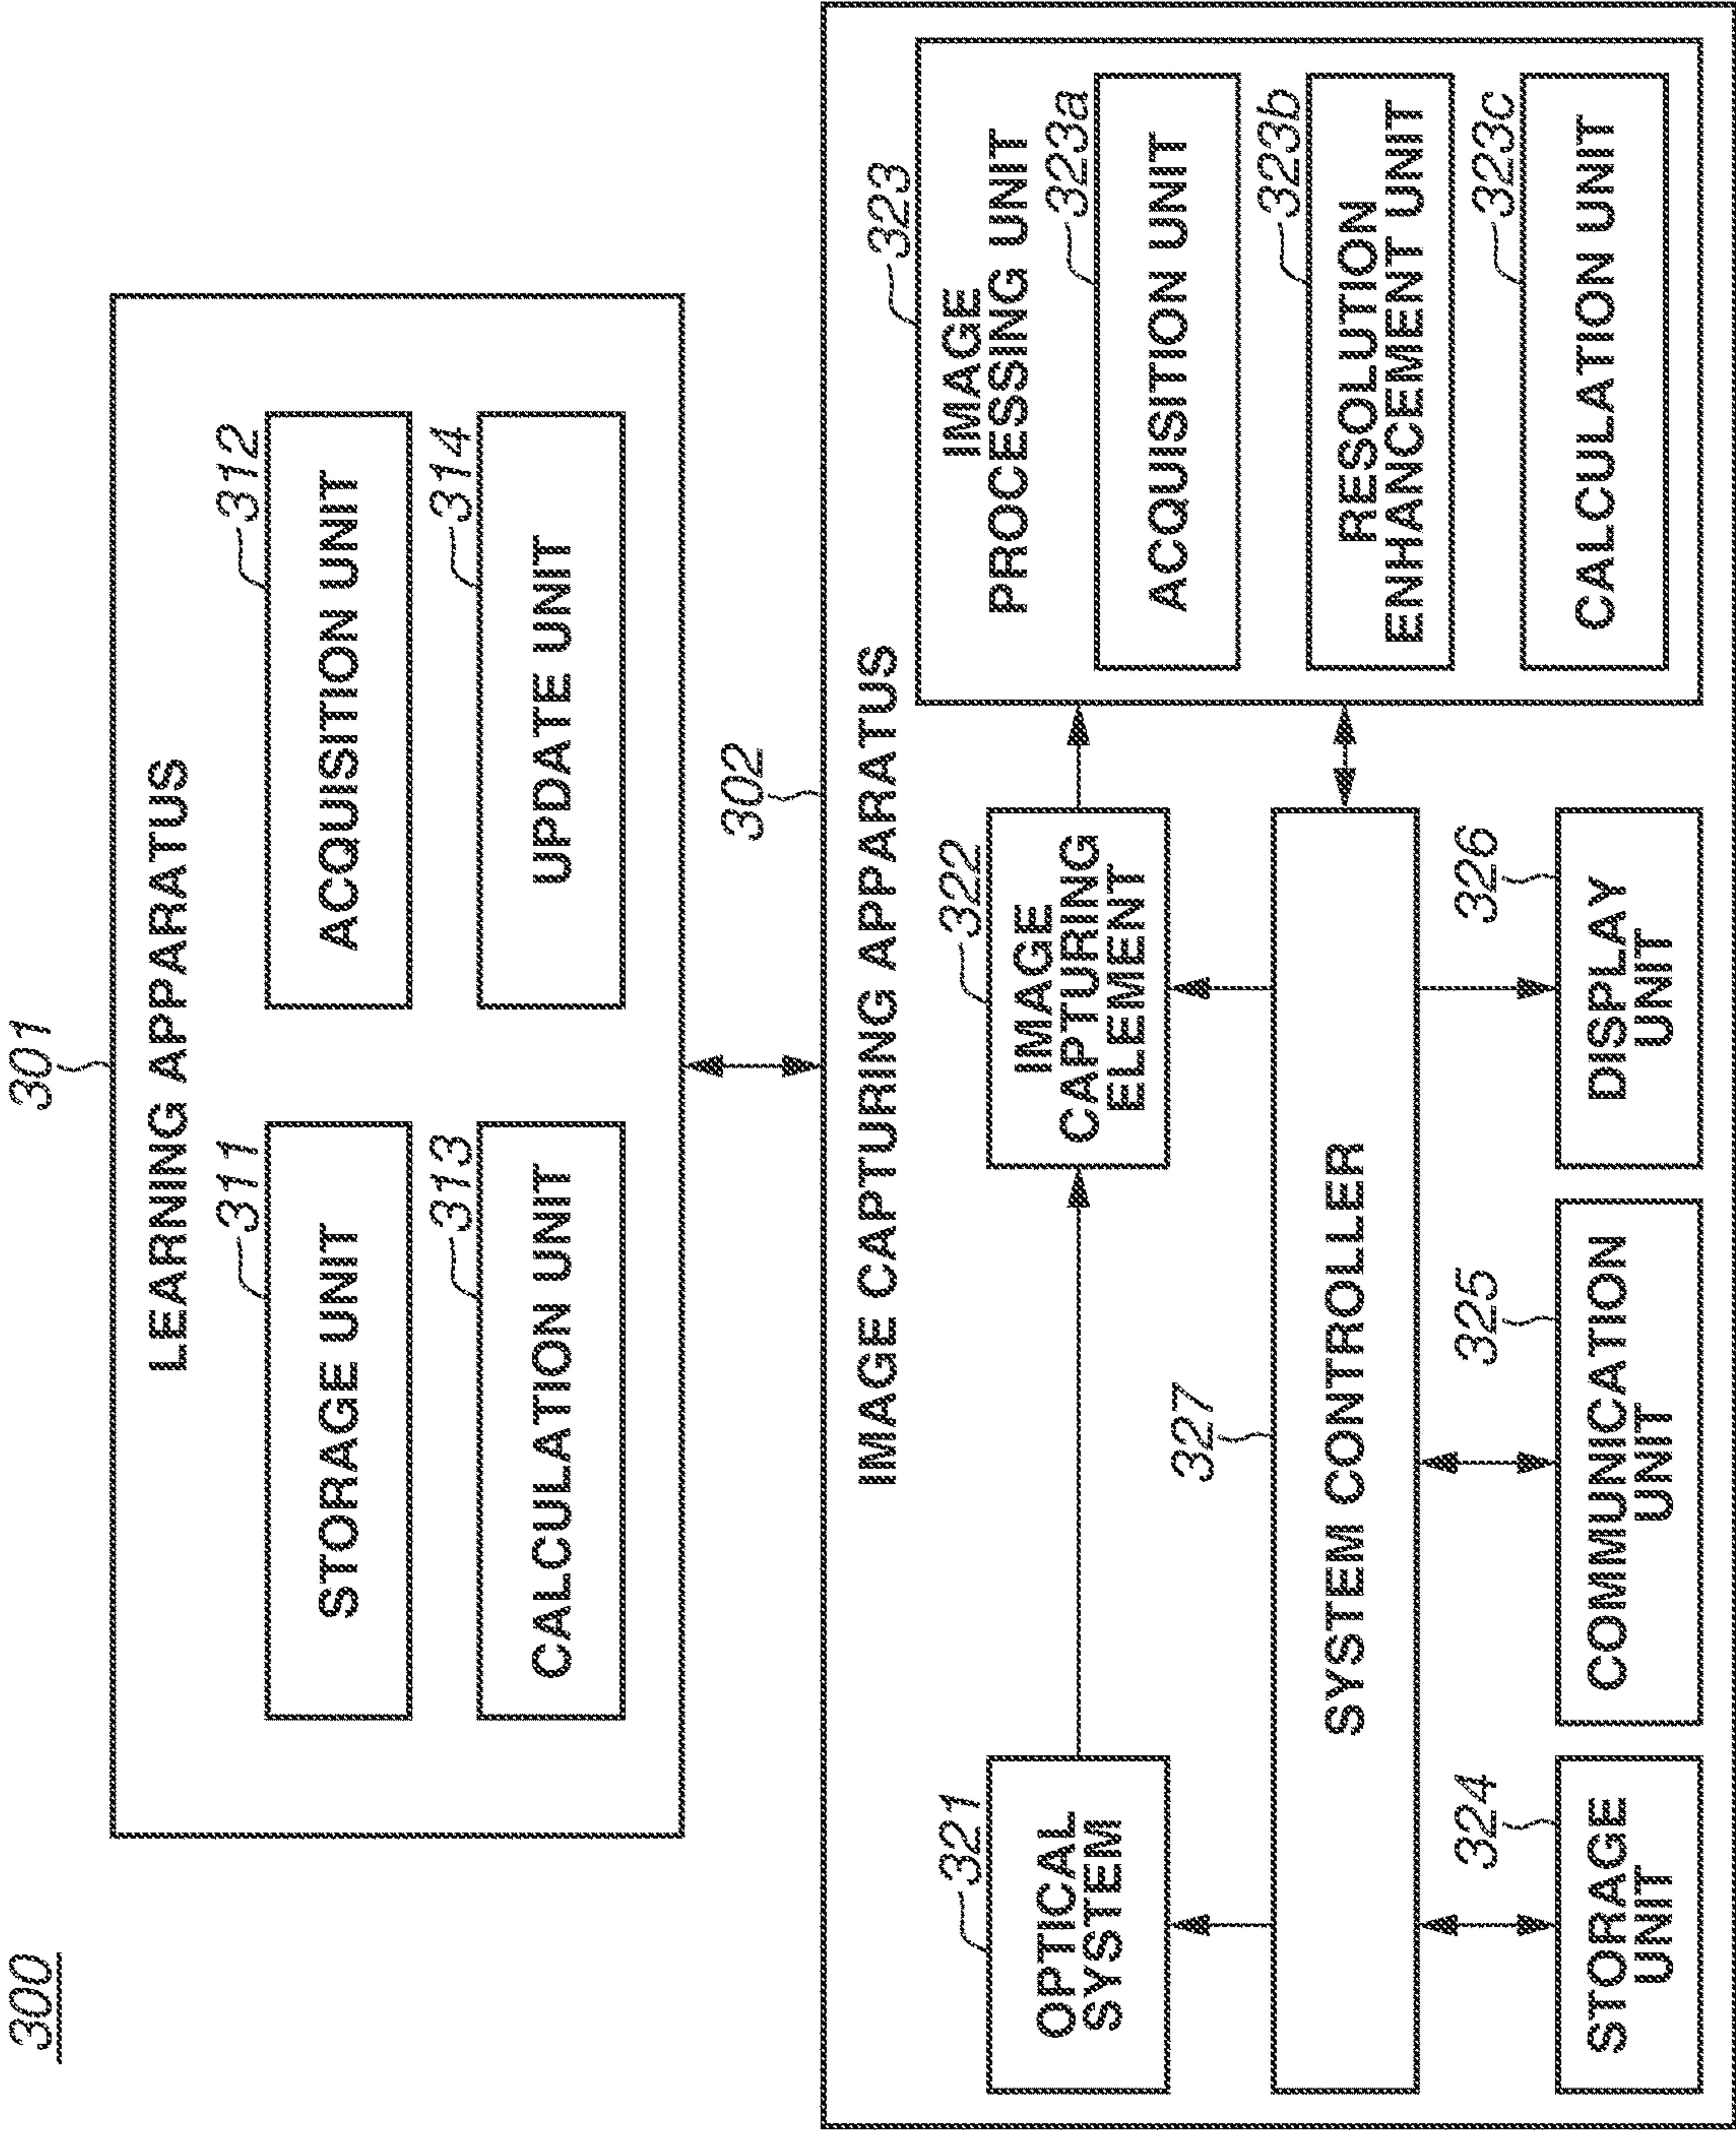 300
301
LEARNING APPARATUS
311
STORAGE UNIT
312
ACQUISITION UNIT
313
CALCULATION UNIT
314
UPDATE UNIT
302
IMAGE CAPTURING APPARATUS
321
OPTICAL
SYSTEM
322
IMAGE
CAPTURING
ELEMENT
323
IMAGE
PROCESSING UNIT
323a
ACQUISITION UNIT
323b
RESOLUTION
ENHANCEMENT UNIT
323c
CALCULATION UNIT
327
SYSTEM CONTROLLER
324
STORAGE
UNIT
325
COMMUNICATION
UNIT
326
DISPLAY
UNIT